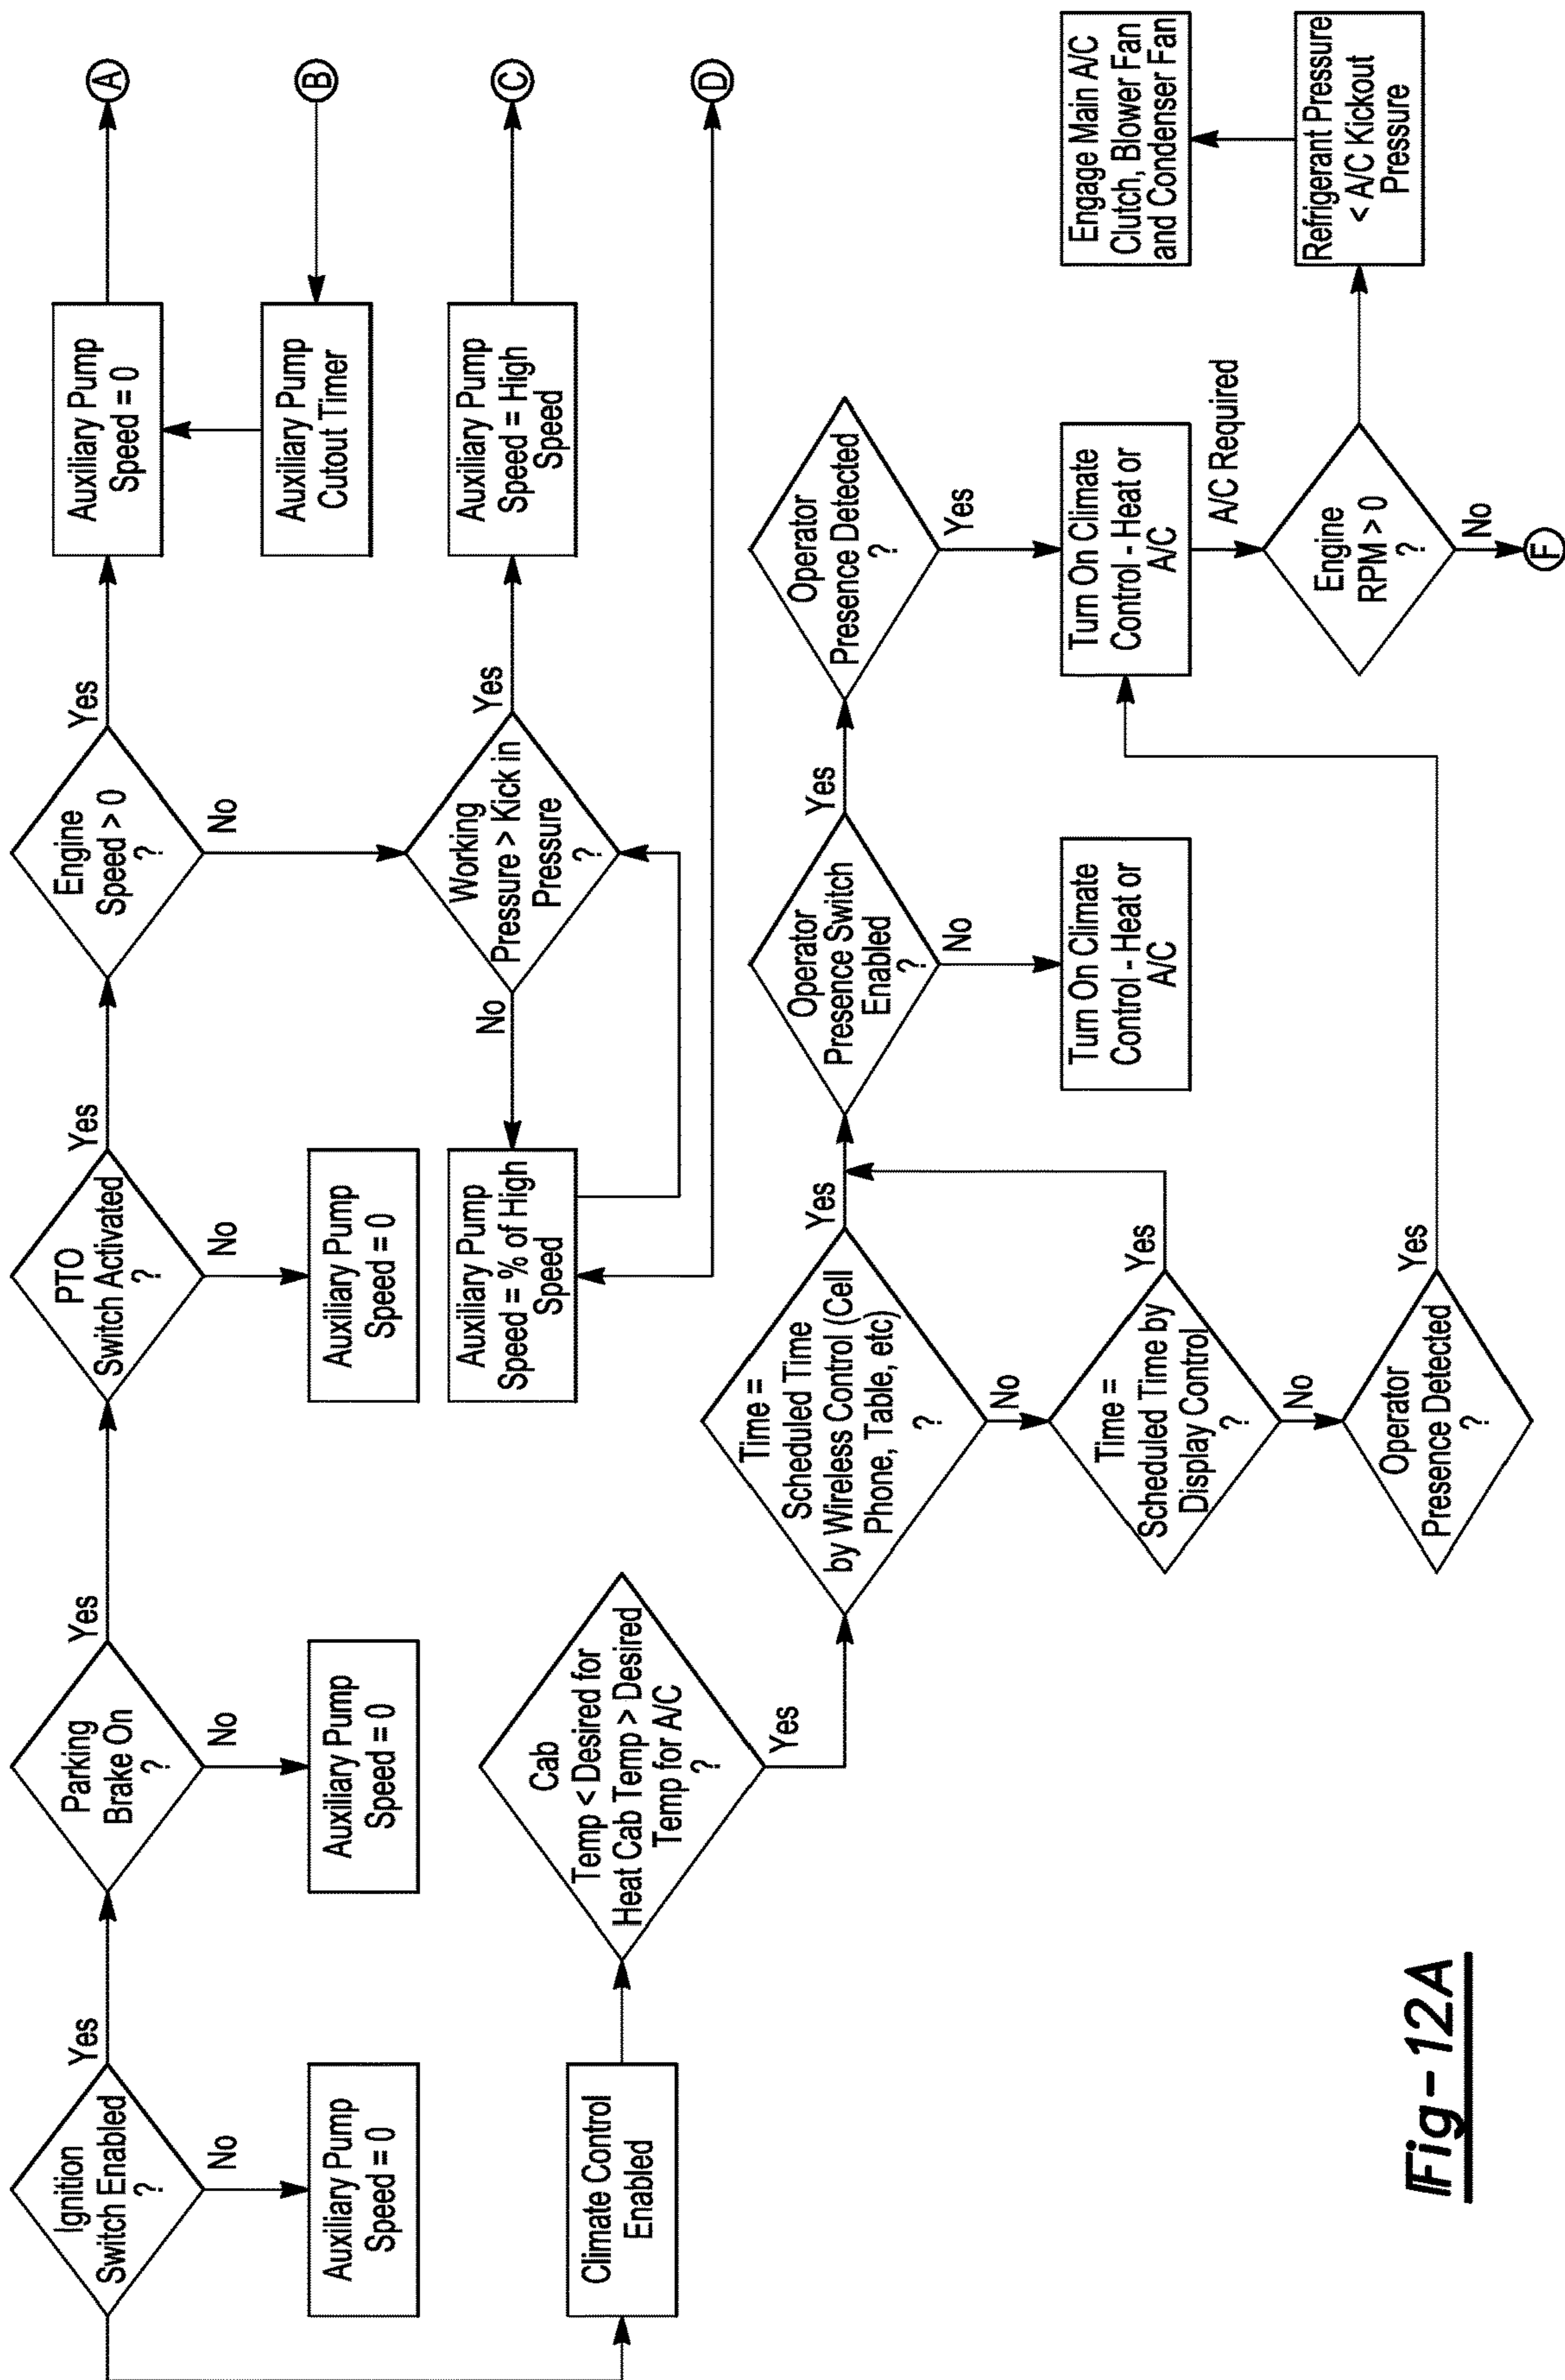 Ignition
Switch Enabled
?
Yes
No
Auxiliary Pump
Speed = 0
Parking
Brake On
?
Yes
No
Auxiliary Pump
Speed = 0
PTO
Switch Activated
?
Yes
No
Auxiliary Pump
Speed = 0
Engine
Speed > 0
?
Yes
No
Auxiliary Pump
Speed = 0
A
Auxiliary Pump
Cutout Timer
B
Working
Pressure > Kick in
Pressure
?
Yes
No
Auxiliary Pump
Speed = High
Speed
C
Auxiliary Pump
Speed = % of High
Speed
D
Climate Control
Enabled
Cab
Temp < Desired for
Heat Cab Temp > Desired
Temp for A/C
?
Yes
Time =
Scheduled Time
by Wireless Control (Cell
Phone, Table, etc)
?
Yes
No
Time =
Scheduled Time by
Display Control
?
Yes
No
Operator
Presence Detected
?
Yes
Operator
Presence Switch
Enabled
?
Yes
No
Turn On Climate
Control - Heat or
A/C
Operator
Presence Detected
?
Yes
Turn On Climate
Control - Heat or
A/C
A/C Required
Engine
RPM > 0
?
No
F
Refrigerant Pressure
< A/C Kickout
Pressure
Engage Main A/C
Clutch, Blower Fan
and Condenser Fan
Fig-12A